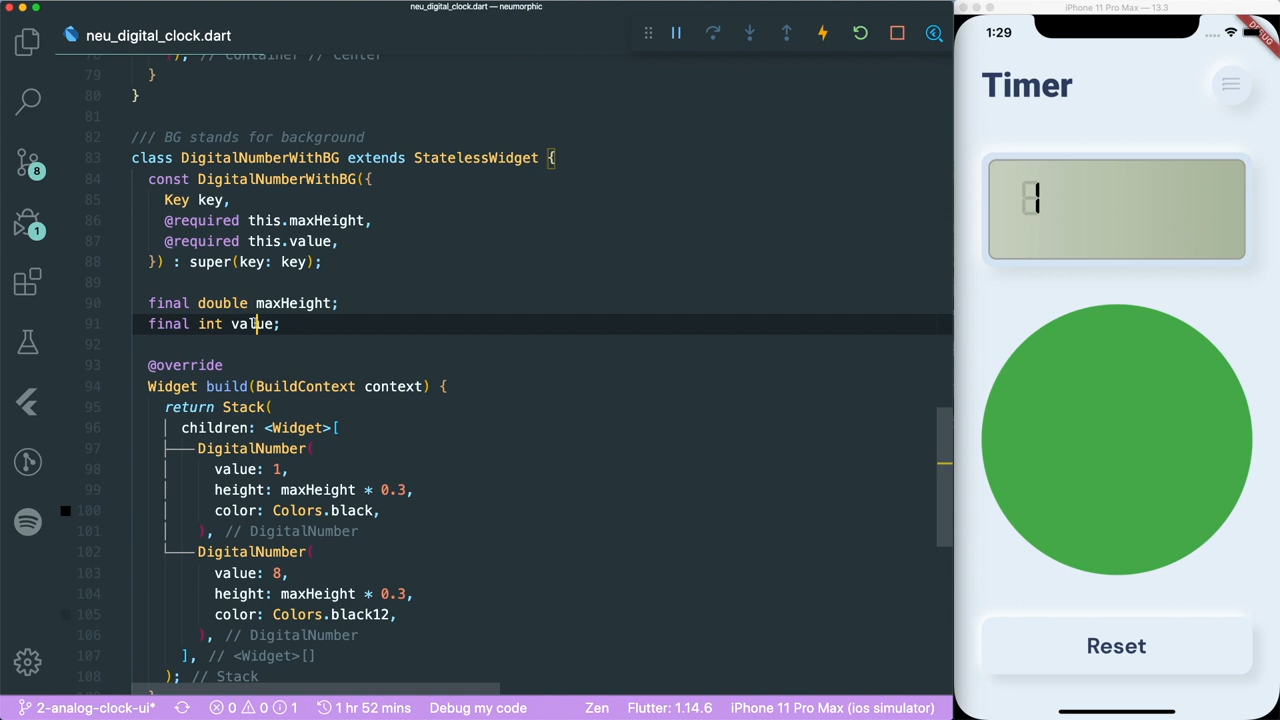 neu_digital_clock.dart — neumorphic
neu_digital_clock.dart
78 }); // Container // Center
79 }
80 }
81
82 /// BG stands for background
83 class DigitalNumberWithBG extends StatelessWidget {
84 const DigitalNumberWithBG({
85 Key key,
86 @required this.maxHeight,
87 @required this.value,
88 }) : super(key: key);
89
90 final double maxHeight;
91 final int value;
92
93 @override
94 Widget build(BuildContext context) {
95 return Stack(
96 children: <Widget>[
97 DigitalNumber(
98 value: 1,
99 height: maxHeight * 0.3,
100 color: Colors.black,
101 ), // DigitalNumber
102 DigitalNumber(
103 value: 8,
104 height: maxHeight * 0.3,
105 color: Colors.black12,
106 ), // DigitalNumber
107 ], // <Widget>[]
108 ); // Stack
8
1
2-analog-clock-ui*
0 0 1
1 hr 52 mins
Debug my code
Zen
Flutter: 1.14.6
iPhone 11 Pro Max (ios simulator)
iPhone 11 Pro Max — 13.3
1:29
DEBUG
Timer
1
Reset